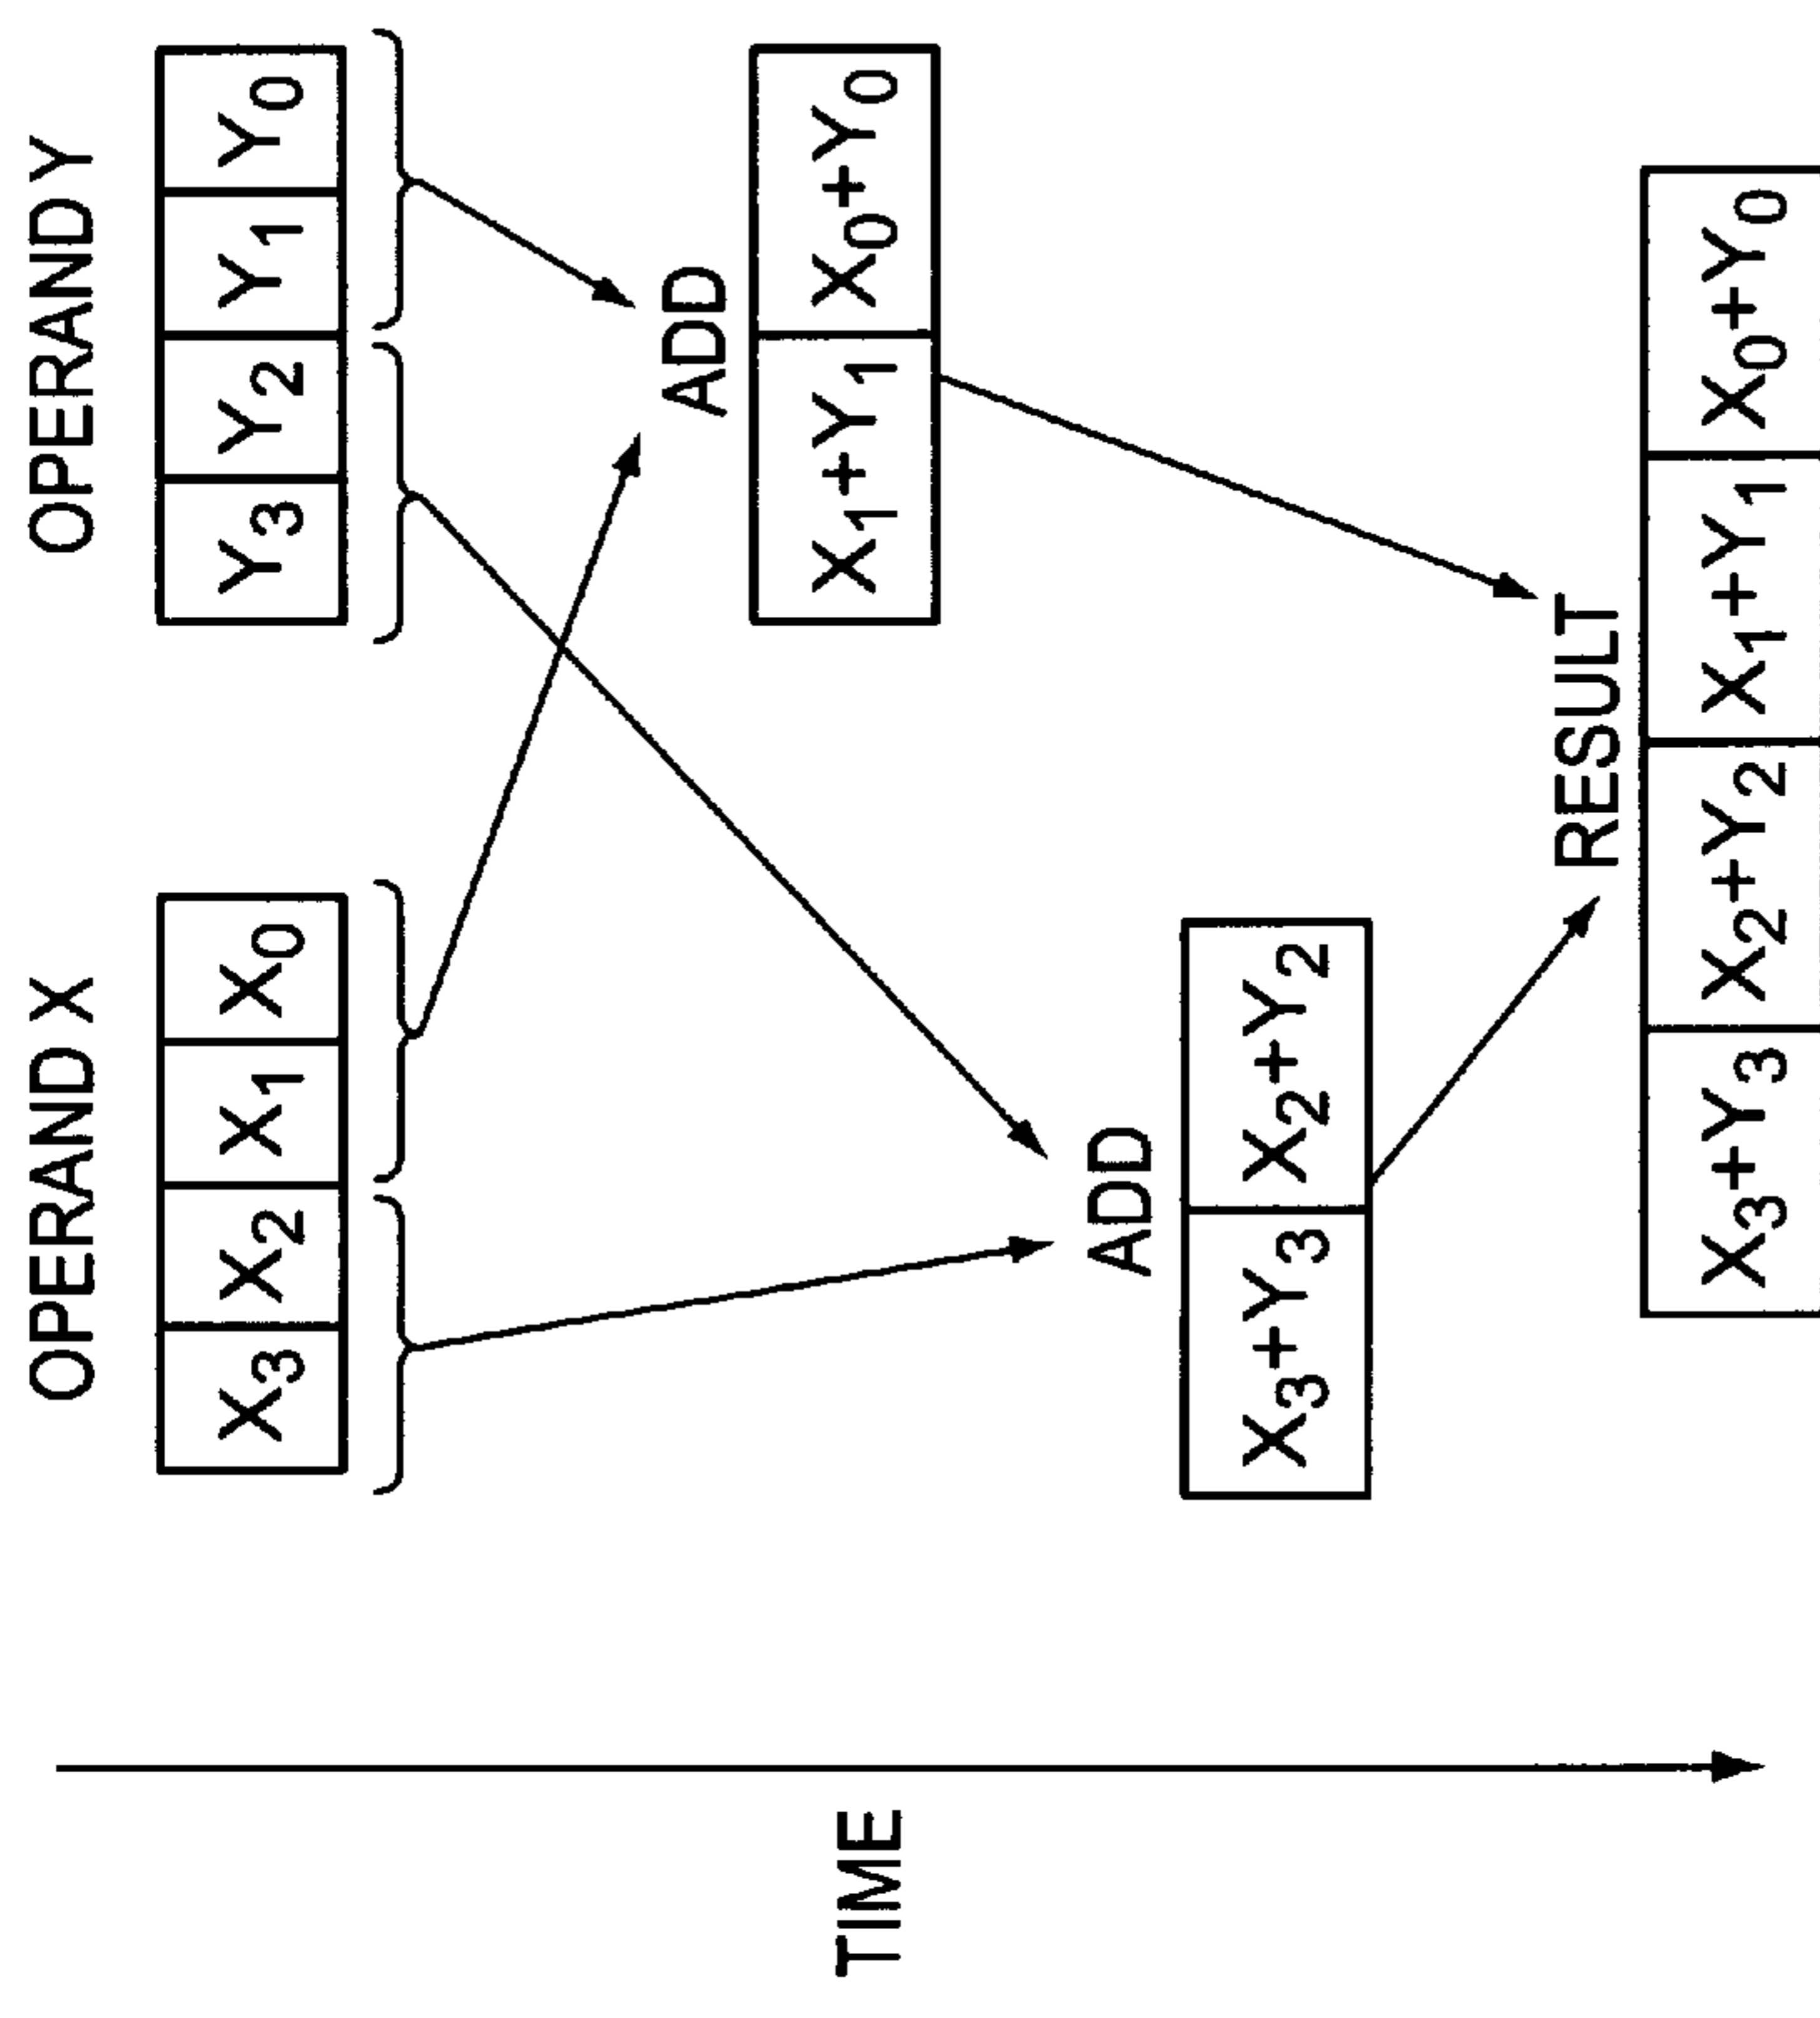 OPERAND X
OPERAND Y
X3 X2 X1 X0
Y3 Y2 Y1 Y0
ADD
X1+Y1 X0+Y0
TIME
ADD
X3+Y3 X2+Y2
RESULT
X3+Y3 X2+Y2 X1+Y1 X0+Y0